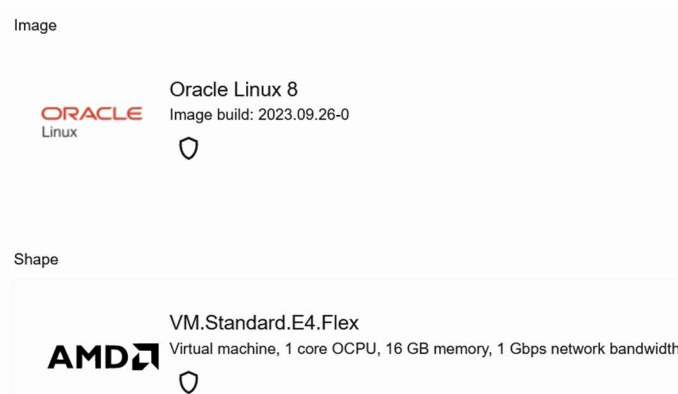 Image
ORACLE
Linux
Oracle Linux 8
Image build: 2023.09.26-0
Shape
AMD
VM.Standard.E4.Flex
Virtual machine, 1 core OCPU, 16 GB memory, 1 Gbps network bandwidth